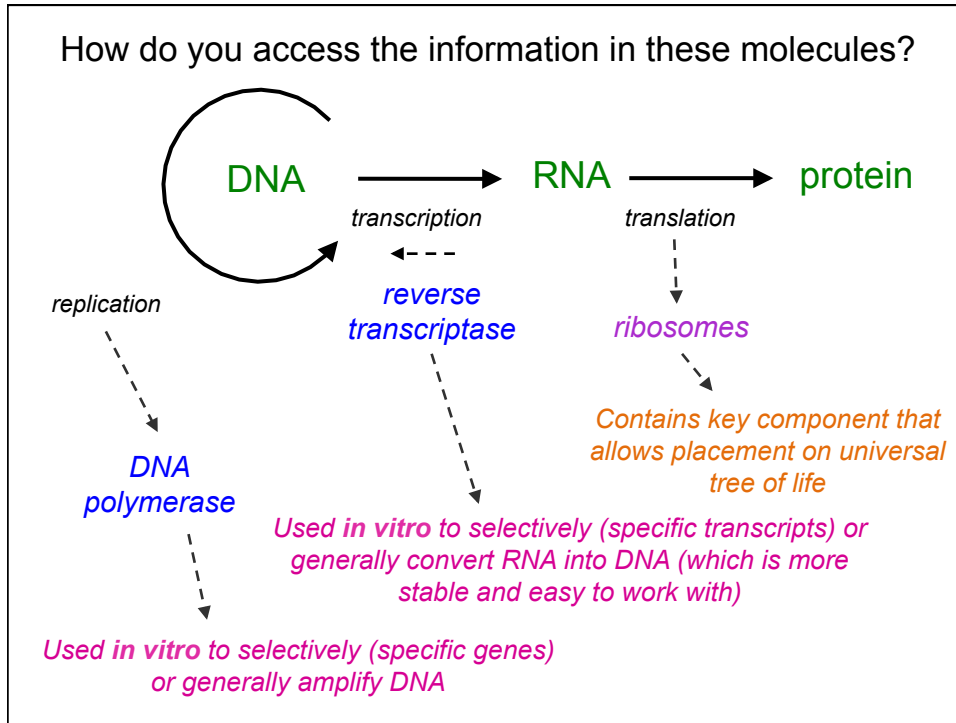 How do you access the information in these molecules?
DNA
RNA
protein
transcription
translation
replication
reverse
transcriptase
ribosomes
DNA
polymerase
Contains key component that
allows placement on universal
tree of life
Used in vitro to selectively (specific transcripts) or
generally convert RNA into DNA (which is more
stable and easy to work with)
Used in vitro to selectively (specific genes)
or generally amplify DNA